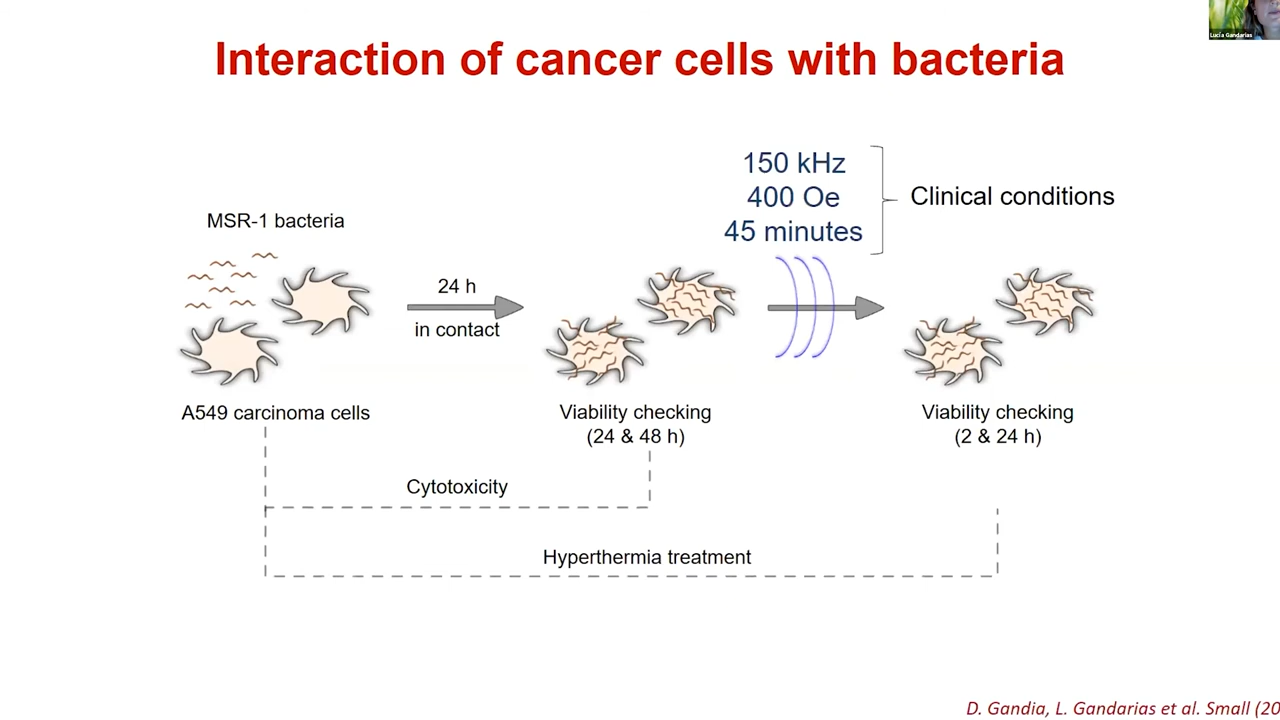 Lucía Gandarias
Interaction of cancer cells with bacteria
150 kHz
400 Oe
45 minutes
Clinical conditions
MSR-1 bacteria
24 h
in contact
A549 carcinoma cells
Viability checking
(24 & 48 h)
Viability checking
(2 & 24 h)
Cytotoxicity
Hyperthermia treatment
D. Gandia, L. Gandarias et al. Small (20